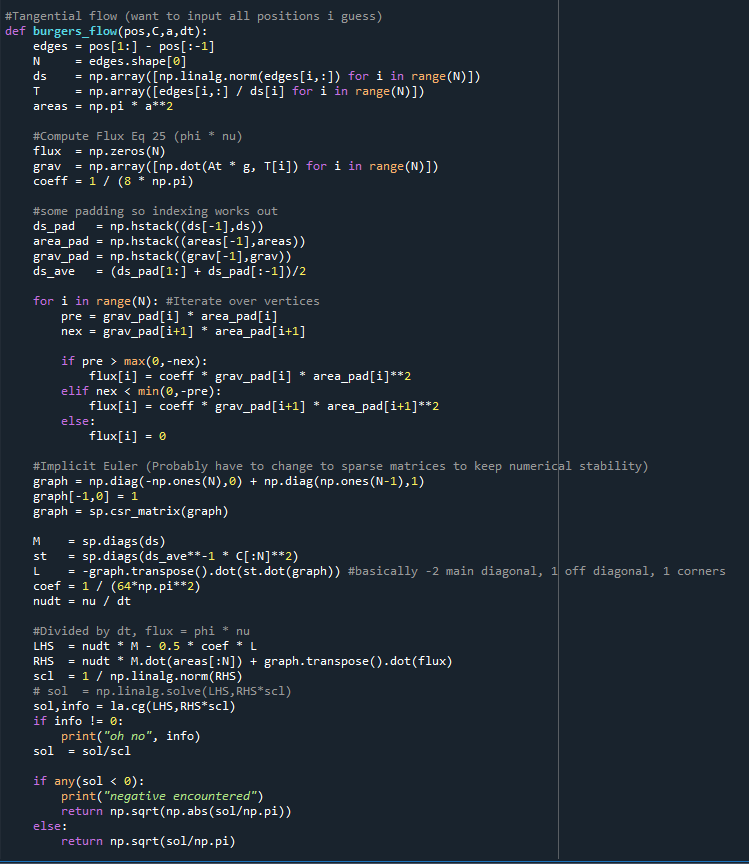 #Tangential flow (want to input all positions i guess)
def burgers_flow(pos,C,a,dt):
    edges = pos[1:] - pos[:-1]
    N     = edges.shape[0]
    ds    = np.array([np.linalg.norm(edges[i,:]) for i in range(N)])
    T     = np.array([edges[i,:] / ds[i] for i in range(N)])
    areas = np.pi * a**2

    #Compute Flux Eq 25 (phi * nu)
    flux  = np.zeros(N)
    grav  = np.array([np.dot(At * g, T[i]) for i in range(N)])
    coeff = 1 / (8 * np.pi)

    #some padding so indexing works out
    ds_pad   = np.hstack((ds[-1],ds))
    area_pad = np.hstack((areas[-1],areas))
    grav_pad = np.hstack((grav[-1],grav))
    ds_ave   = (ds_pad[1:] + ds_pad[:-1])/2

    for i in range(N): #Iterate over vertices
        pre = grav_pad[i] * area_pad[i]
        nex = grav_pad[i+1] * area_pad[i+1]

        if pre > max(0,-nex):
            flux[i] = coeff * grav_pad[i] * area_pad[i]**2
        elif nex < min(0,-pre):
            flux[i] = coeff * grav_pad[i+1] * area_pad[i+1]**2
        else:
            flux[i] = 0

    #Implicit Euler (Probably have to change to sparse matrices to keep numerical stability)
    graph = np.diag(-np.ones(N),0) + np.diag(np.ones(N-1),1)
    graph[-1,0] = 1
    graph = sp.csr_matrix(graph)

    M    = sp.diags(ds)
    st   = sp.diags(ds_ave**-1 * C[:N]**2)
    L    = -graph.transpose().dot(st.dot(graph)) #basically -2 main diagonal, 1 off diagonal, 1 corners
    coef = 1 / (64*np.pi**2)
    nudt = nu / dt

    #Divided by dt, flux = phi * nu
    LHS  = nudt * M - 0.5 * coef * L
    RHS  = nudt * M.dot(areas[:N]) + graph.transpose().dot(flux)
    scl  = 1 / np.linalg.norm(RHS)
    # sol  = np.linalg.solve(LHS,RHS*scl)
    sol,info = la.cg(LHS,RHS*scl)
    if info != 0:
        print("oh no", info)
    sol  = sol/scl

    if any(sol < 0):
        print("negative encountered")
        return np.sqrt(np.abs(sol/np.pi))
    else:
        return np.sqrt(sol/np.pi)